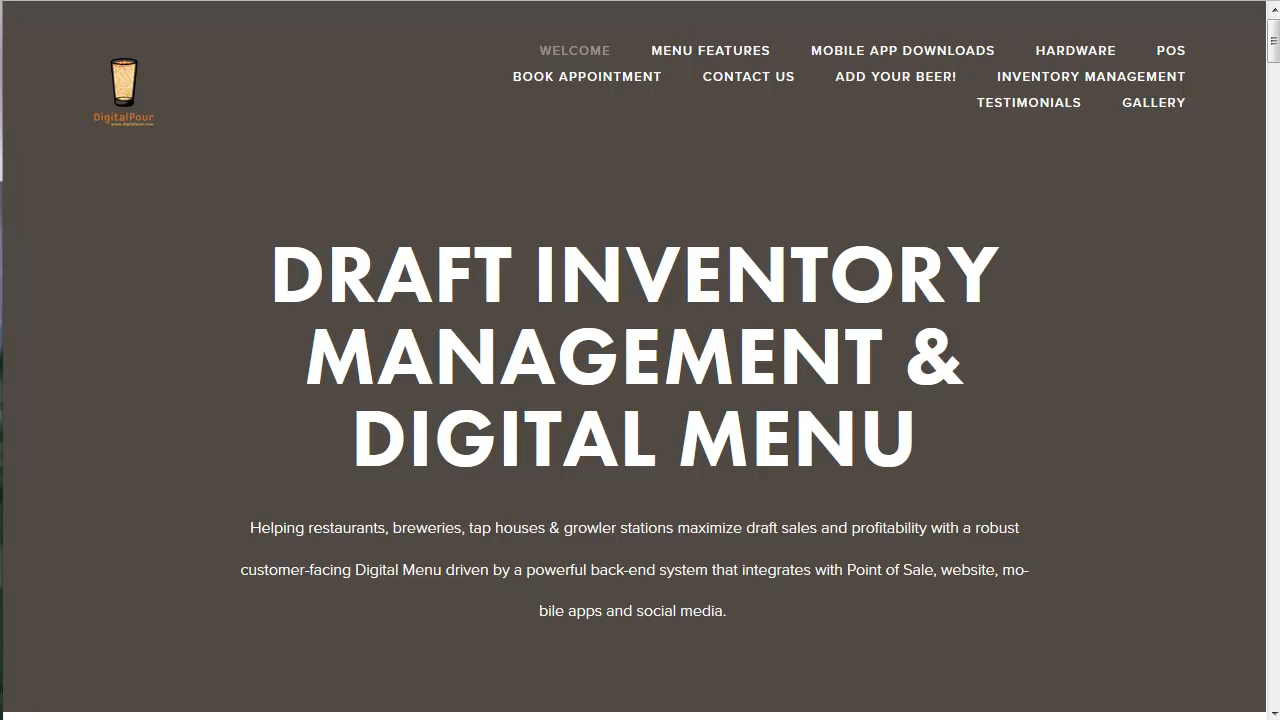 WELCOME MENU FEATURES MOBILE APP DOWNLOADS HARDWARE POS
BOOK APPOINTMENT CONTACT US ADD YOUR BEER! INVENTORY MANAGEMENT
TESTIMONIALS GALLERY
DigitalPour
www.digitalpour.com
DRAFT INVENTORY
MANAGEMENT &
DIGITAL MENU
Helping restaurants, breweries, tap houses & growler stations maximize draft sales and profitability with a robust
customer-facing Digital Menu driven by a powerful back-end system that integrates with Point of Sale, website, mo-
bile apps and social media.